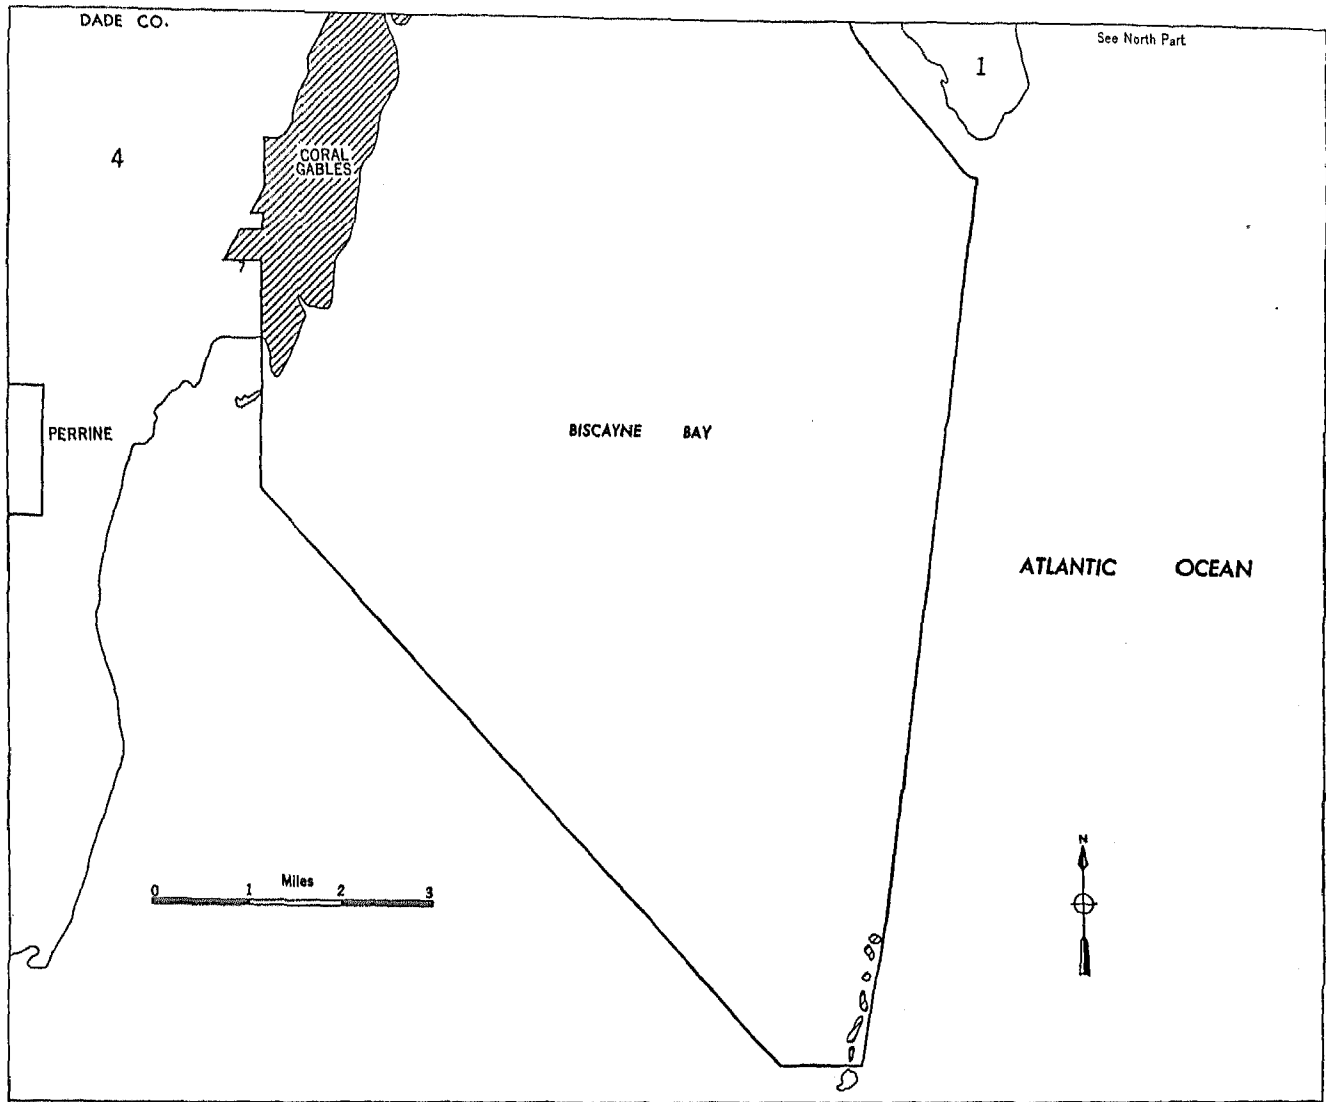 DADE CO.
See North Part
1
4
CORAL
GABLES
PERRINE
BISCAYNE BAY
ATLANTIC OCEAN
N
Miles
0 1 2 3